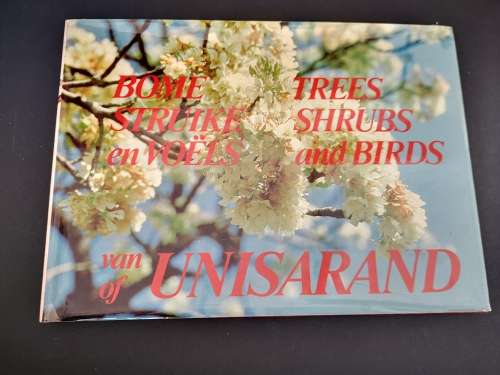 BOME TREES
STRUIKE SHRUBS
en VOËLS and BIRDS
van
of UNISARAND